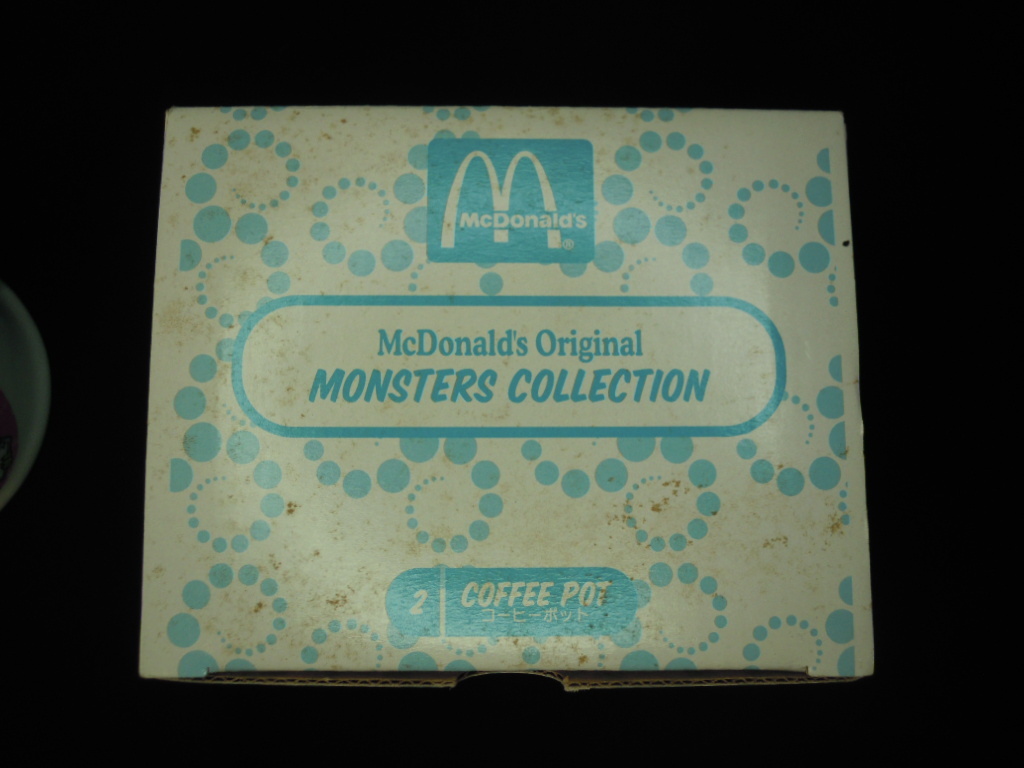 McDonald's®
McDonald's Original
MONSTERS COLLECTION
2 COFFEE POT
コーヒーポット